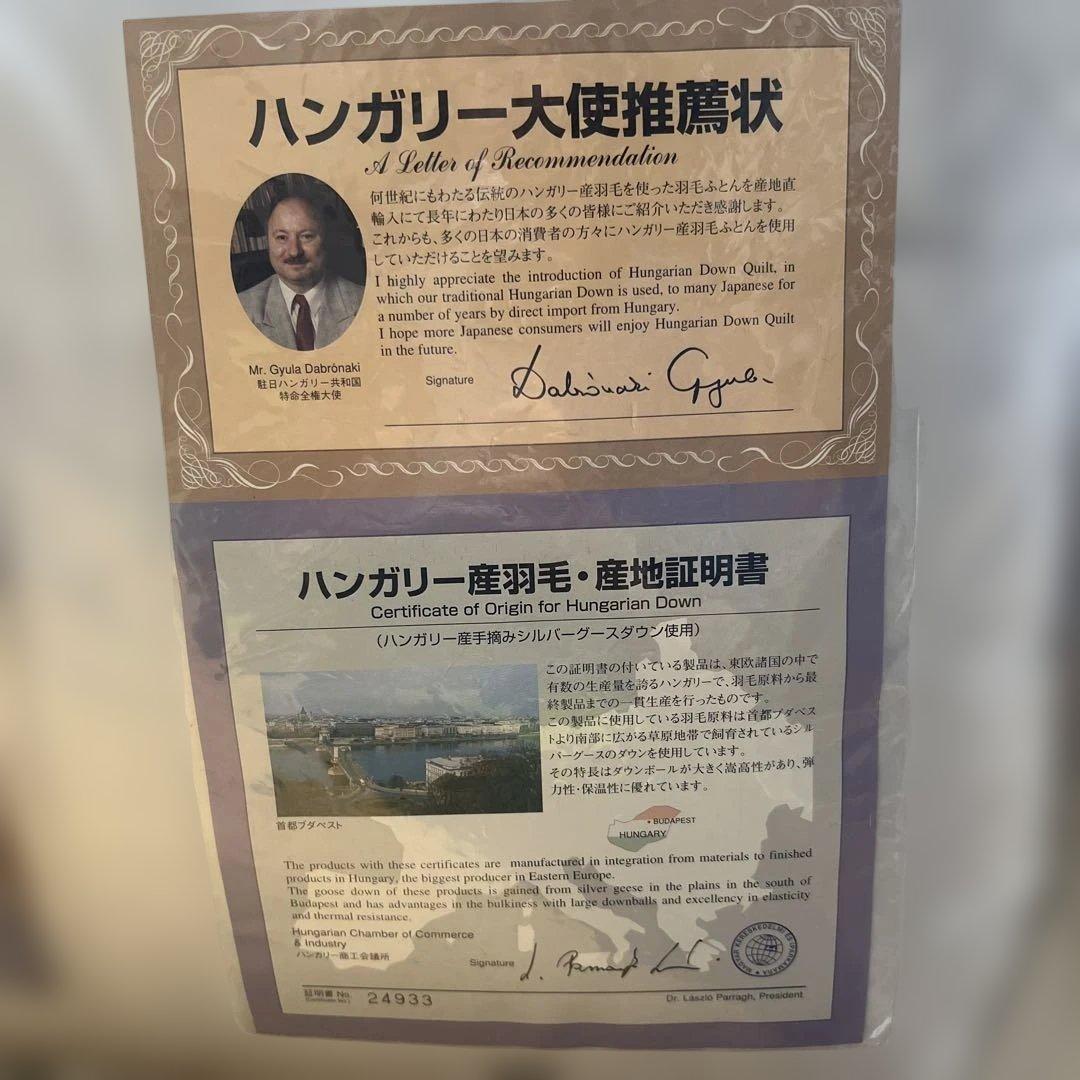 ハンガリー大使推薦状
A Letter of Recommendation
何世紀にもわたる伝統のハンガリー産羽毛を使った羽毛ふとんを産地直
輸入にて長年にわたり日本の多くの皆様にご紹介いただき感謝します。
これからも、多くの日本の消費者の方々にハンガリー産羽毛ふとんを使用
していただけることを望みます。
I highly appreciate the introduction of Hungarian Down Quilt, in
which our traditional Hungarian Down is used, to many Japanese for
a number of years by direct import from Hungary.
I hope more Japanese consumers will enjoy Hungarian Down Quilt
in the future.
Mr. Gyula Dabrónaki
駐日ハンガリー共和国
特命全権大使
Signature
Dabrónaki Gyula
ハンガリー産羽毛・産地証明書
Certificate of Origin for Hungarian Down
(ハンガリー産手摘みシルバーグースダウン使用)
この証明書の付いている製品は、東欧諸国の中で
有数の生産量を誇るハンガリーで、羽毛原料から最
終製品までの一貫生産を行ったものです。
この製品に使用している羽毛原料は首都ブダペス
トより南部に広がる草原地帯で飼育されているシル
バーグースのダウンを使用しています。
その特長はダウンボールが大きく嵩高性があり、弾
力性・保温性に優れています。
首都ブダペスト
• BUDAPEST
HUNGARY
The products with these certificates are manufactured in integration from materials to finished
products in Hungary, the biggest producer in Eastern Europe.
The goose down of these products is gained from silver geese in the plains in the south of
Budapest and has advantages in the bulkiness with large downballs and excellency in elasticity
and thermal resistance.
Hungarian Chamber of Commerce
& Industry
ハンガリー商工会議所
Signature
MAGYAR KERESKEDELMI ÉS IPARKAMARA
証明書 No.
(Certificate No.)
24933
Dr. László Parragh, President